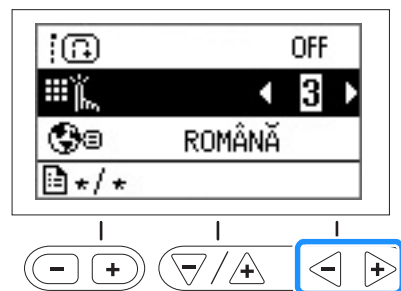 OFF
3
ROMÂNĂ
*/*
- + ▽/△+ - +